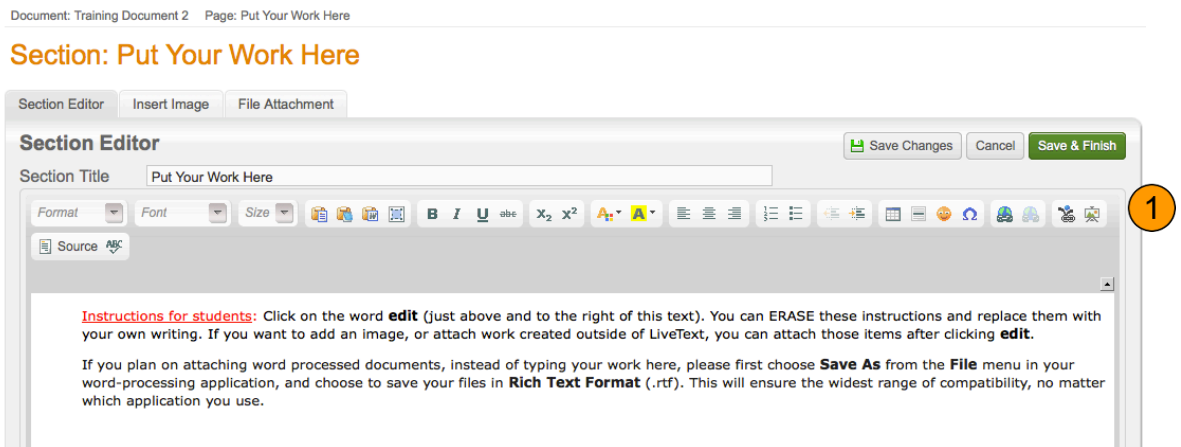 Document: Training Document 2 Page: Put Your Work Here
Section: Put Your Work Here
Section Editor Insert Image File Attachment
Section Editor Save Changes Cancel Save & Finish
Section Title Put Your Work Here
Format Font Size B I U abc X₂ X² A A Ω 1
Source ABC
Instructions for students: Click on the word edit (just above and to the right of this text). You can ERASE these instructions and replace them with
your own writing. If you want to add an image, or attach work created outside of LiveText, you can attach those items after clicking edit.
If you plan on attaching word processed documents, instead of typing your work here, please first choose Save As from the File menu in your
word-processing application, and choose to save your files in Rich Text Format (.rtf). This will ensure the widest range of compatibility, no matter
which application you use.